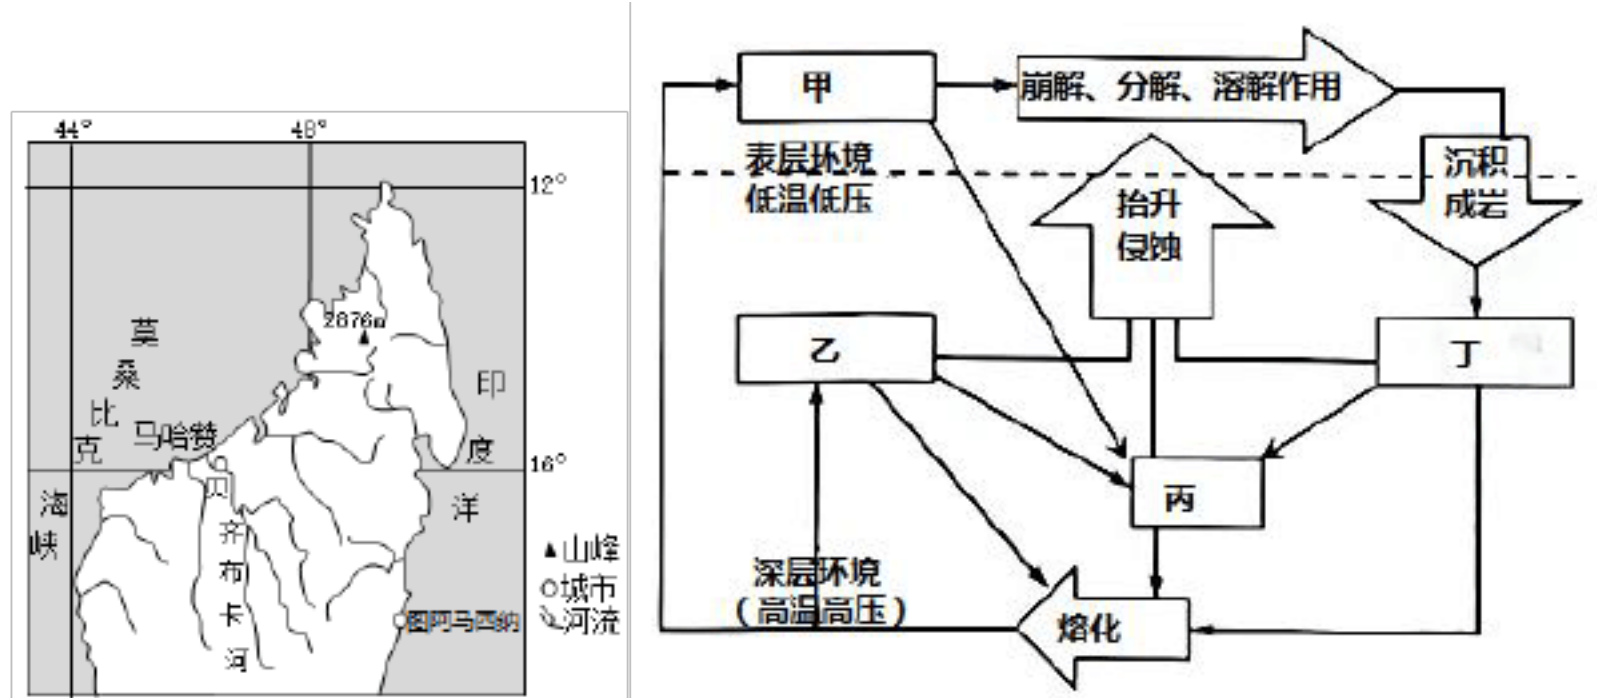 44°
48°
12°
2876m
莫
桑
比
克
海
峡
马哈赞
贝
齐
布
卡
河
印
度
洋
16°
山峰
城市
河流
图阿马西纳
甲
崩解、分解、溶解作用
表层环境
低温低压
沉积
成岩
抬升
侵蚀
乙
丁
丙
深层环境
（高温高压）
熔化